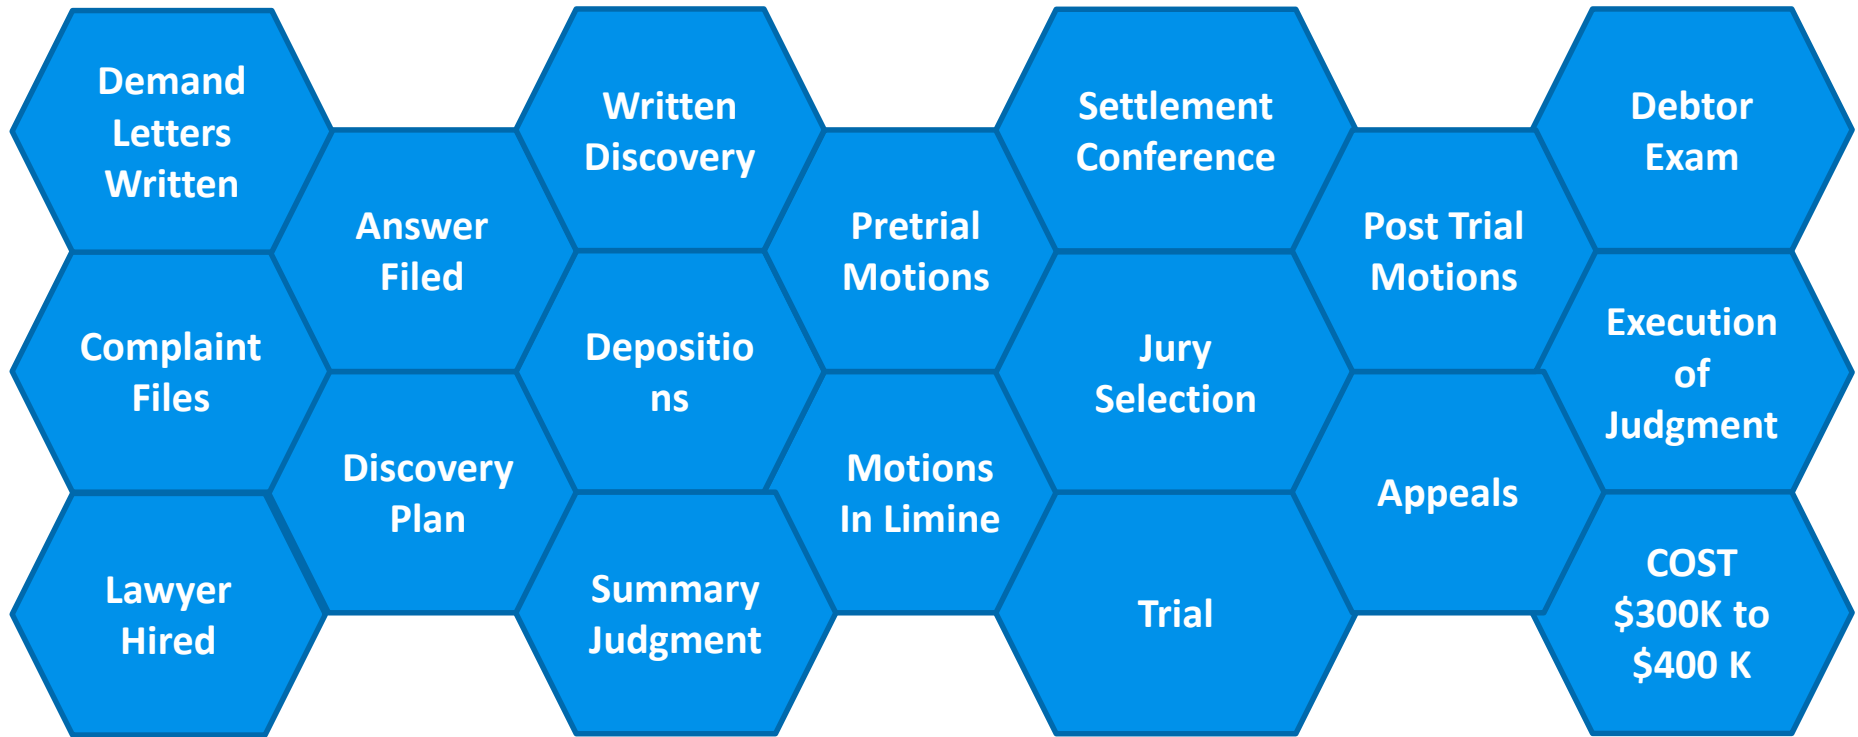 Demand
Letters
Written
Complaint
Files
Lawyer
Hired
Answer
Filed
Discovery
Plan
Written
Discovery
Depositio
ns
Summary
Judgment
Pretrial
Motions
Motions
In Limine
Settlement
Conference
Jury
Selection
Trial
Post Trial
Motions
Appeals
Debtor
Exam
Execution
of
Judgment
COST
$300K to
$400 K